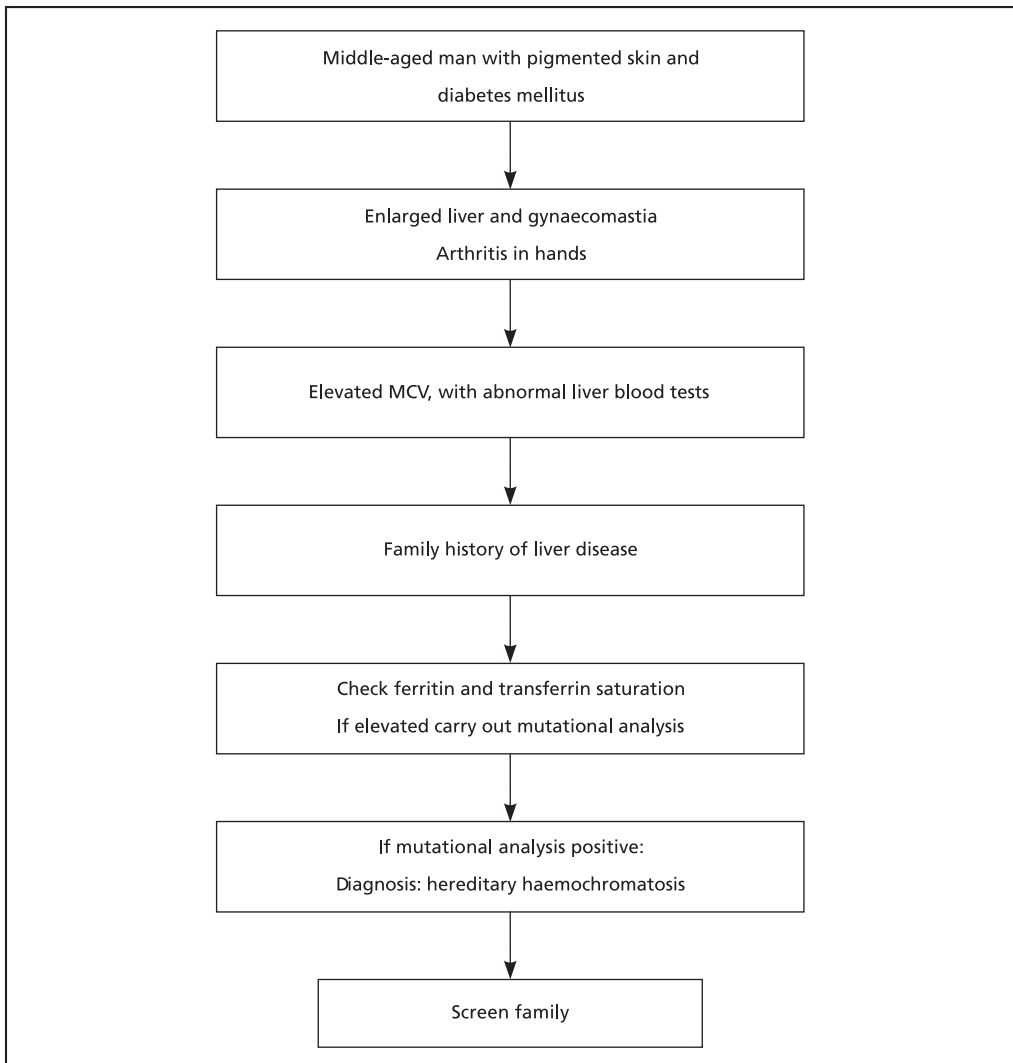 Middle-aged man with pigmented skin and
diabetes mellitus
Enlarged liver and gynaecomastia
Arthritis in hands
Elevated MCV, with abnormal liver blood tests
Family history of liver disease
Check ferritin and transferrin saturation
If elevated carry out mutational analysis
If mutational analysis positive:
Diagnosis: hereditary haemochromatosis
Screen family